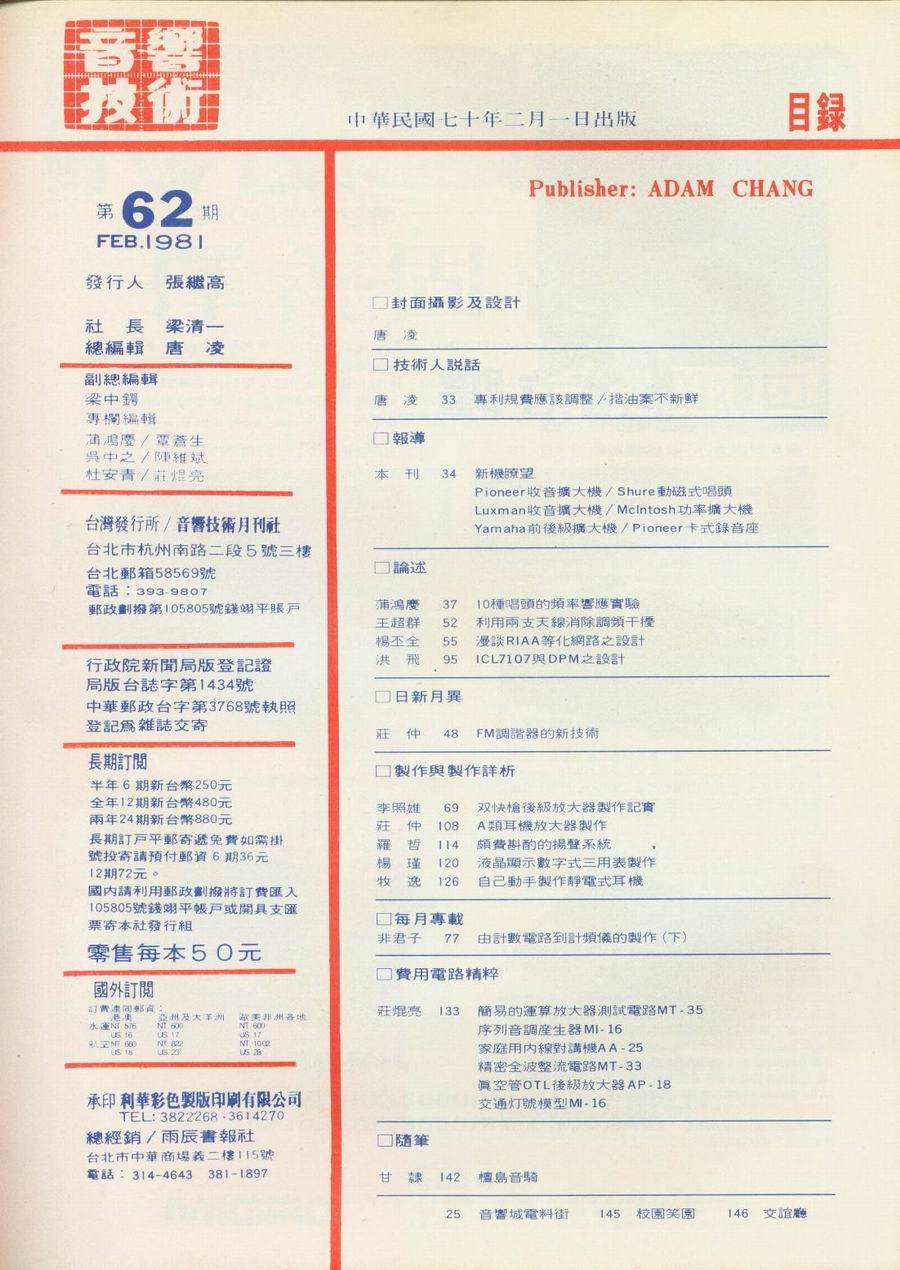 音響
技術
中華民國七十年二月一日出版
目録
第62期
FEB.1981
發行人 張繼高
社 長 梁清一
總編輯 唐 凌
副總編輯
梁中鍔
專欄編輯
蒲鴻慶/覃蒼生
吳中之/陳維斌
杜安青/莊焜亮
台灣發行所/音響技術月刊社
台北市杭州南路二段5號三樓
台北郵箱58569號
電話:393-9807
郵政劃撥第105805號錢翊平賬戶
行政院新聞局版登記證
局版台誌字第1434號
中華郵政台字第3768號執照
登記爲雜誌交寄
長期訂閱
半年6期新台幣250元
全年12期新台幣480元
兩年24期新台幣880元
長期訂戶平郵寄遞免費如需掛
號投寄請預付郵資6期36元
12期72元。
國內請利用郵政劃撥將訂費匯入
105805號錢翊平帳戶或開具支匯
票寄本社發行組
零售每本50元
國外訂閱
訂費連同郵資:
港澳 亞洲及大羊洲 歐美非洲各地
水運NT 576 NT 600 NT 600
US 16 US 17 US 17
航空NT 660 NT 822 NT 1002
US 18 US 23 US 28
承印利華彩色製版印刷有限公司
TEL:3822268·3614270
總經銷/雨辰書報社
台北市中華商場義二樓115號
電話:314-4643 381-1897
Publisher: ADAM CHANG
□封面攝影及設計
唐 凌
□技術人説話
唐 凌 33 專利規費應該調整/揩油案不新鮮
□報導
本 刊 34 新機瞭望
Pioneer收音擴大機/Shure動磁式唱頭
Luxman收音擴大機/McIntosh功率擴大機
Yamaha前後級擴大機/Pioneer卡式錄音座
□論述
蒲鴻慶 37 10種唱頭的頻率響應實驗
王超群 52 利用兩支天線消除調頻干擾
楊丕全 55 漫談RIAA等化網路之設計
洪 飛 95 ICL7107與DPM之設計
□日新月異
莊 仲 48 FM調諧器的新技術
□製作與製作詳析
李照雄 69 双快槍後級放大器製作記實
莊 仲 108 A類耳機放大器製作
羅 哲 114 頗費斟酌的揚聲系統
楊 瑾 120 液晶顯示數字式三用表製作
牧 逸 126 自己動手製作靜電式耳機
□每月專載
非君子 77 由計數電路到計頻儀的製作(下)
□費用電路精粹
莊焜亮 133 簡易的運算放大器測試電路MT-35
序列音調産生器MI-16
家庭用內線對講機AA-25
精密全波整流電路MT-33
眞空管OTL後級放大器AP-18
交通灯號模型MI-16
□隨筆
甘 隸 142 檀島音騎
25 音響城電料街 145 校園笑園 146 交誼廳